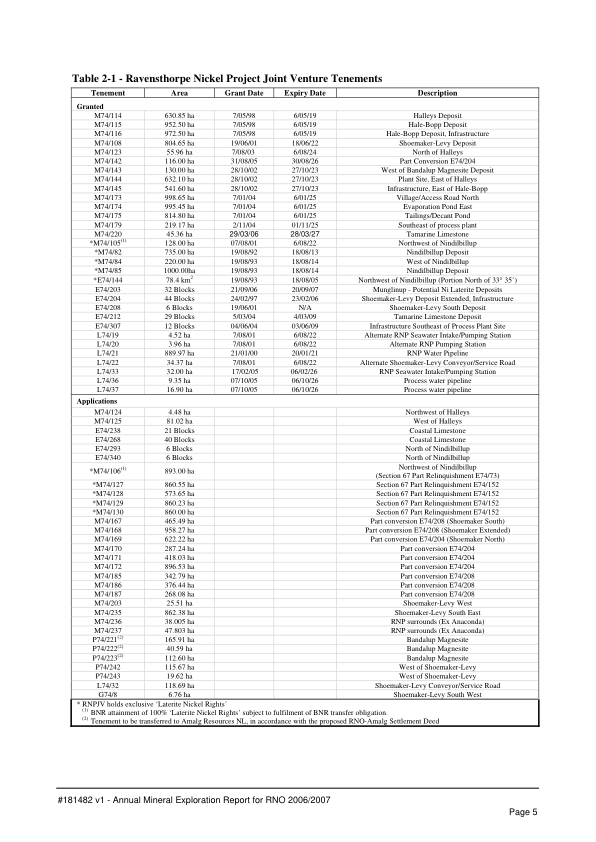 Table 2-1 - Ravensthorpe Nickel Project Joint Venture Tenements
Tenement Area Grant Date Expiry Date Description
Granted
M74/114 630.85 ha 7/05/98 6/05/19 Halleys Deposit
M74/115 952.50 ha 7/05/98 6/05/19 Hale-Bopp Deposit
M74/116 972.50 ha 7/05/98 6/05/19 Hale-Bopp Deposit, Infrastructure
M74/108 804.65 ha 19/06/01 18/06/22 Shoemaker-Levy Deposit
M74/123 55.96 ha 7/08/03 6/08/24 North of Halleys
M74/142 116.00 ha 31/08/05 30/08/26 Part Conversion E74/204
M74/143 130.00 ha 28/10/02 27/10/23 West of Bandalup Magnesite Deposit
M74/144 632.10 ha 28/10/02 27/10/23 Plant Site, East of Halleys
M74/145 541.60 ha 28/10/02 27/10/23 Infrastructure, East of Hale-Bopp
M74/173 998.65 ha 7/01/04 6/01/25 Village/Access Road North
M74/174 995.45 ha 7/01/04 6/01/25 Evaporation Pond East
M74/175 814.80 ha 7/01/04 6/01/25 Tailings/Decant Pond
M74/179 219.17 ha 2/11/04 01/11/25 Southeast of process plant
M74/220 45.36 ha 29/03/06 28/03/27 Tamarine Limestone
*M74/105(1) 128.00 ha 07/08/01 6/08/22 Northwest of Nindilbillup
*M74/82 735.00 ha 19/08/92 18/08/13 Nindilbillup Deposit
*M74/84 220.00 ha 19/08/93 18/08/14 West of Nindilbillup
*M74/85 1000.00ha 19/08/93 18/08/14 Nindilbillup Deposit
*E74/144 78.4 km2 19/08/93 18/08/05 Northwest of Nindilbillup (Portion North of 33° 35')
E74/203 32 Blocks 21/09/06 20/09/07 Munglinup - Potential Ni Laterite Deposits
E74/204 44 Blocks 24/02/97 23/02/06 Shoemaker-Levy Deposit Extended, Infrastructure
E74/208 6 Blocks 19/06/01 N/A Shoemaker-Levy South Deposit
E74/212 29 Blocks 5/03/04 4/03/09 Tamarine Limestone Deposit
E74/307 12 Blocks 04/06/04 03/06/09 Infrastructure Southeast of Process Plant Site
L74/19 4.52 ha 7/08/01 6/08/22 Alternate RNP Seawater Intake/Pumping Station
L74/20 3.96 ha 7/08/01 6/08/22 Alternate RNP Pumping Station
L74/21 889.97 ha 21/01/00 20/01/21 RNP Water Pipeline
L74/22 34.37 ha 7/08/01 6/08/22 Alternate Shoemaker-Levy Conveyor/Service Road
L74/33 32.00 ha 17/02/05 06/02/26 RNP Seawater Intake/Pumping Station
L74/36 9.35 ha 07/10/05 06/10/26 Process water pipeline
L74/37 16.90 ha 07/10/05 06/10/26 Process water pipeline
Applications
M74/124 4.48 ha Northwest of Halleys
M74/125 81.02 ha West of Halleys
E74/238 21 Blocks Coastal Limestone
E74/268 40 Blocks Coastal Limestone
E74/293 6 Blocks North of Nindilbillup
E74/340 6 Blocks North of Nindilbillup
*M74/106(1) 893.00 ha Northwest of Nindilbillup
(Section 67 Part Relinquishment E74/73)
*M74/127 860.55 ha Section 67 Part Relinquishment E74/152
*M74/128 573.65 ha Section 67 Part Relinquishment E74/152
*M74/129 860.23 ha Section 67 Part Relinquishment E74/152
*M74/130 860.00 ha Section 67 Part Relinquishment E74/152
M74/167 465.49 ha Part conversion E74/208 (Shoemaker South)
M74/168 958.27 ha Part conversion E74/208 (Shoemaker Extended)
M74/169 622.22 ha Part conversion E74/204 (Shoemaker North)
M74/170 287.24 ha Part conversion E74/204
M74/171 418.03 ha Part conversion E74/204
M74/172 896.53 ha Part conversion E74/204
M74/185 342.79 ha Part conversion E74/208
M74/186 376.44 ha Part conversion E74/208
M74/187 268.08 ha Part conversion E74/208
M74/203 25.51 ha Shoemaker-Levy West
M74/235 862.38 ha Shoemaker-Levy South East
M74/236 38.005 ha RNP surrounds (Ex Anaconda)
M74/237 47.803 ha RNP surrounds (Ex Anaconda)
P74/221(2) 165.91 ha Bandalup Magnesite
P74/222(2) 40.59 ha Bandalup Magnesite
P74/223(2) 112.60 ha Bandalup Magnesite
P74/242 115.67 ha West of Shoemaker-Levy
P74/243 19.62 ha West of Shoemaker-Levy
L74/32 118.69 ha Shoemaker-Levy Conveyor/Service Road
G74/8 6.76 ha Shoemaker-Levy South West
* RNPJV holds exclusive 'Laterite Nickel Rights'
(1) BNR attainment of 100% 'Laterite Nickel Rights' subject to fulfilment of BNR transfer obligation.
(2) Tenement to be transferred to Amalg Resources NL, in accordance with the proposed RNO-Amalg Settlement Deed
#181482 v1 - Annual Mineral Exploration Report for RNO 2006/2007
Page 5